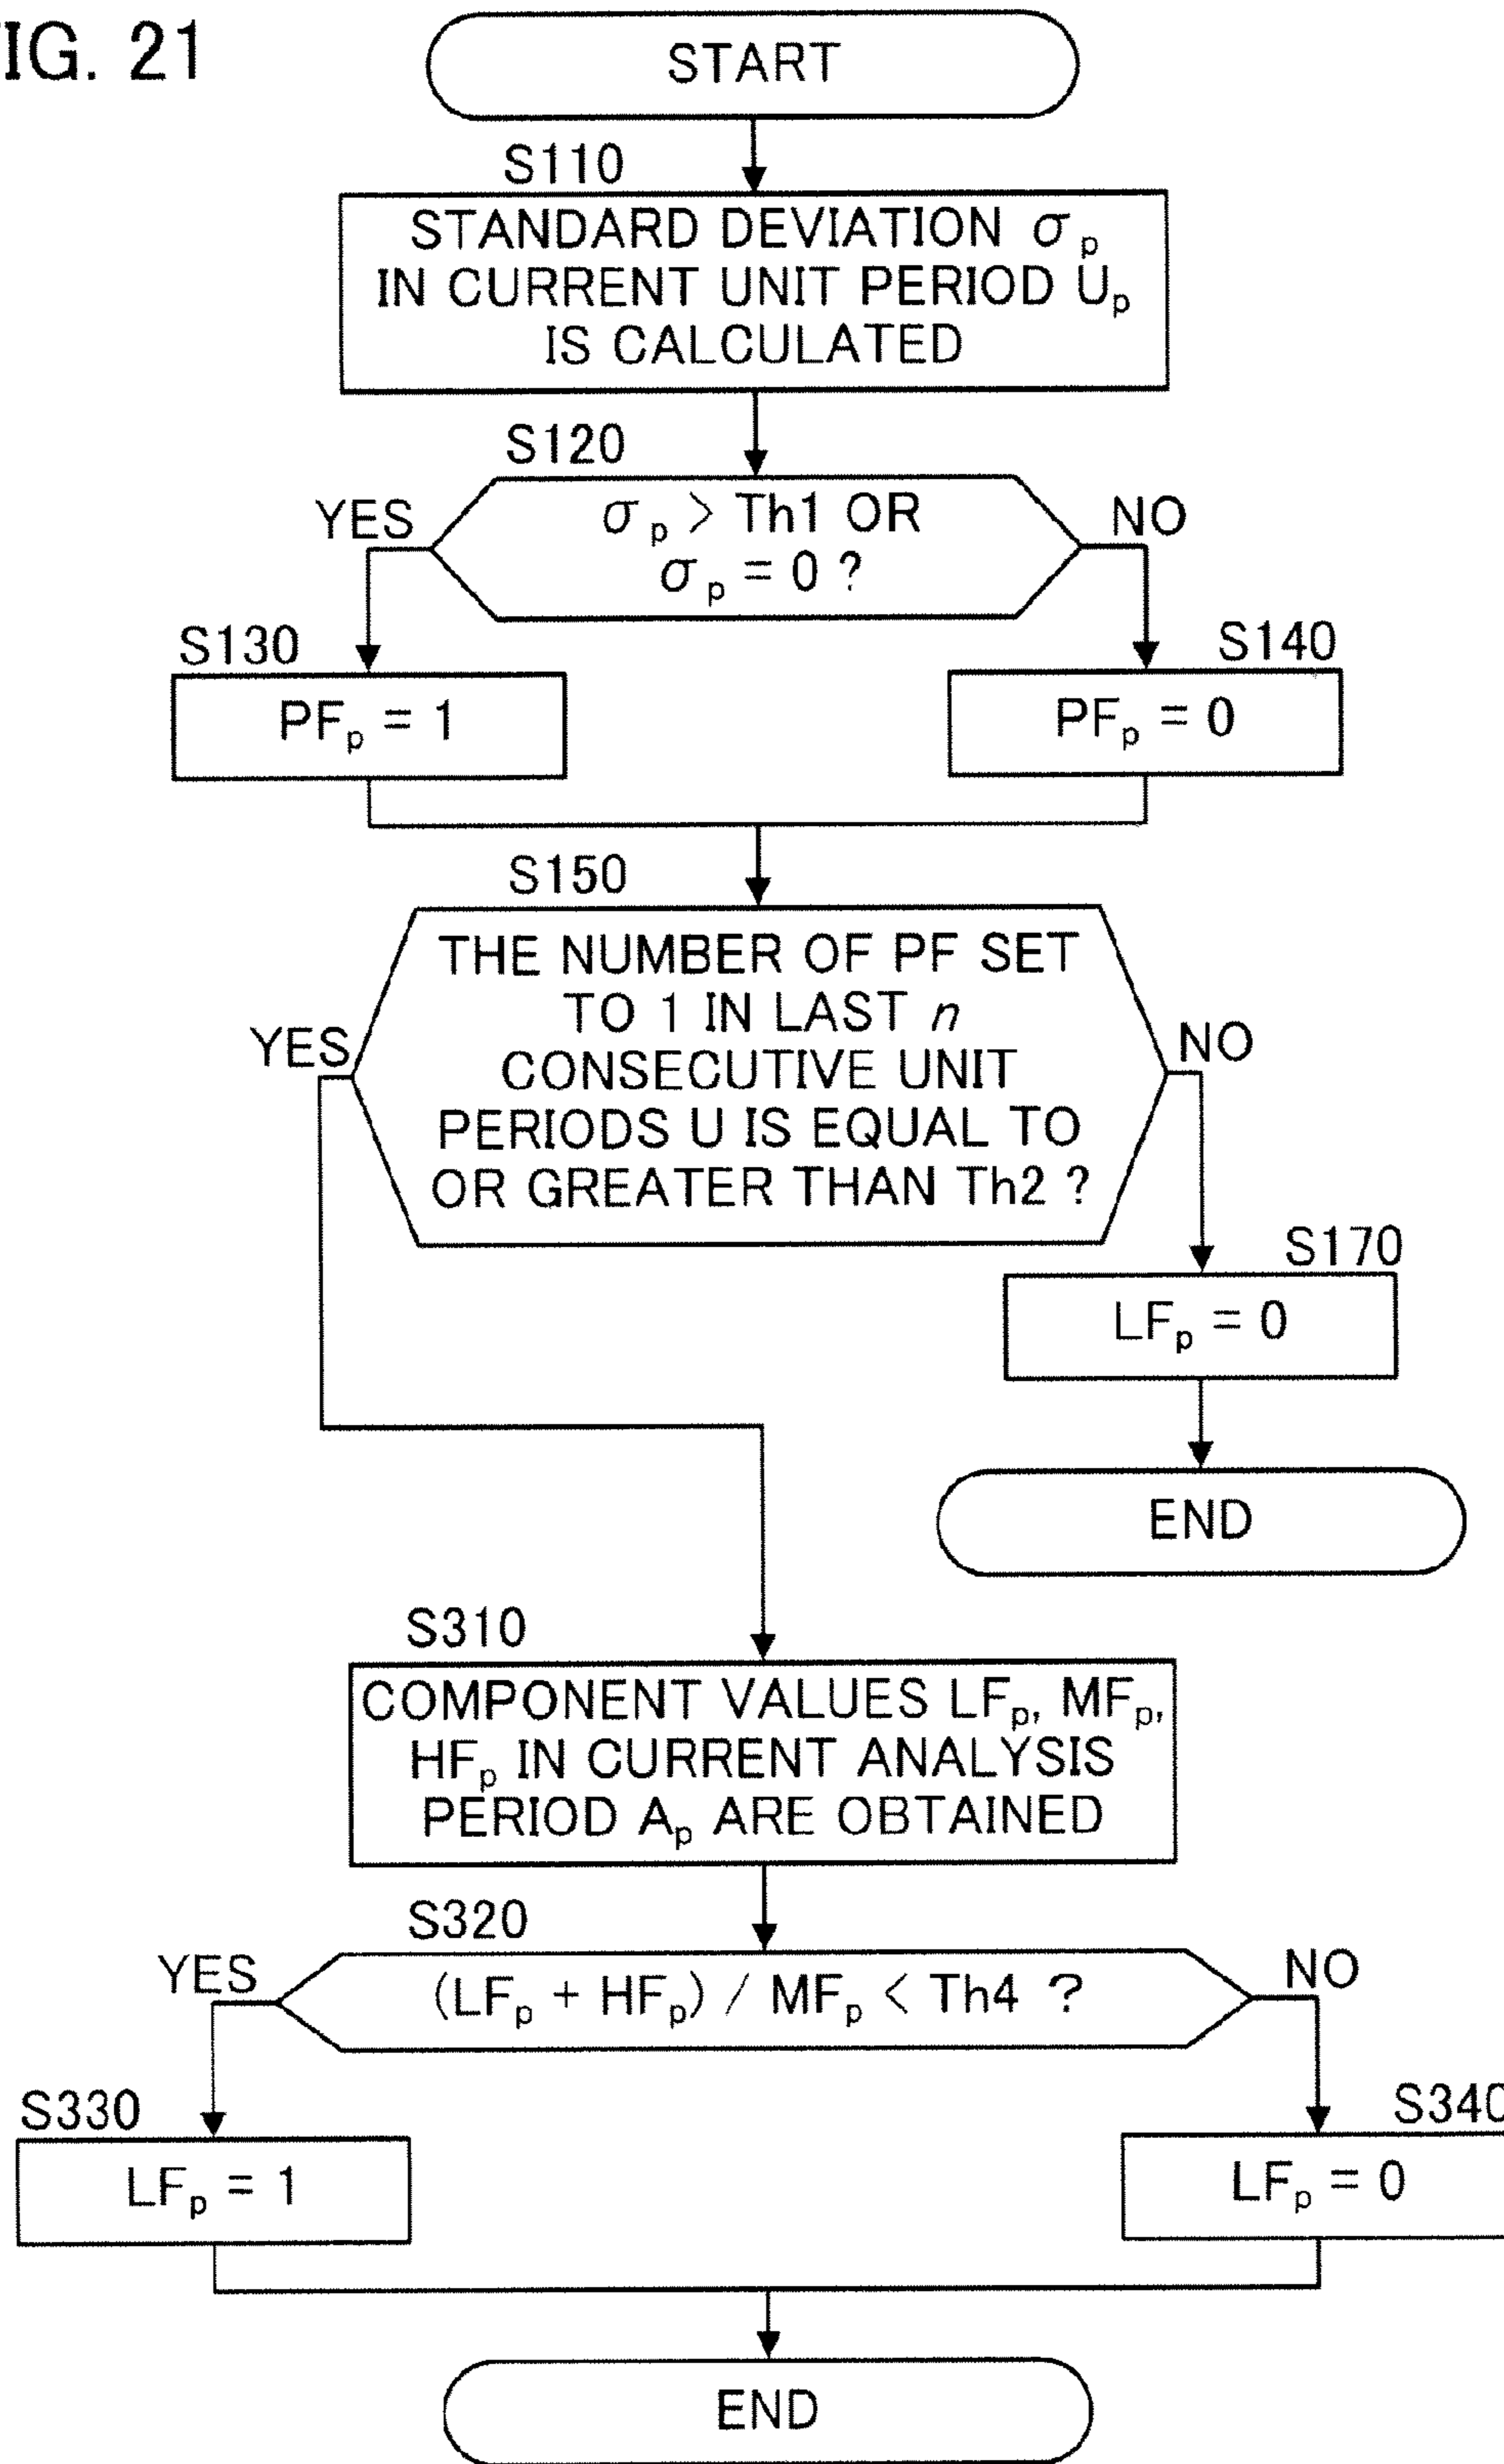 IG. 21
START
S110
STANDARD DEVIATION σp
IN CURRENT UNIT PERIOD Up
IS CALCULATED
S120
YES
σp > Th1 OR
σp = 0 ?
NO
S130
PFp = 1
S140
PFp = 0
S150
YES
THE NUMBER OF PF SET
TO 1 IN LAST n
CONSECUTIVE UNIT
PERIODS U IS EQUAL TO
OR GREATER THAN Th2 ?
NO
S170
LFp = 0
END
S310
COMPONENT VALUES LFp, MFp,
HFp IN CURRENT ANALYSIS
PERIOD Ap ARE OBTAINED
S320
YES
(LFp + HFp) / MFp < Th4 ?
NO
S330
LFp = 1
S340
LFp = 0
END